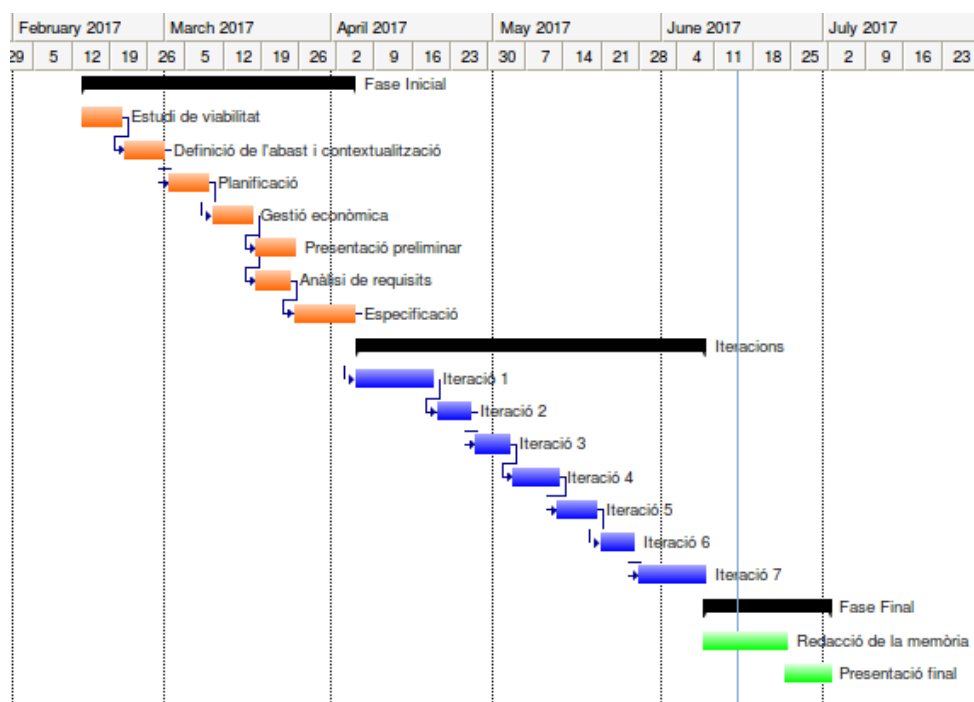 February 2017 March 2017 April 2017 May 2017 June 2017 July 2017
29 5 12 19 26 5 12 19 26 2 9 16 23 30 7 14 21 28 4 11 18 25 2 9 16 23
Fase Inicial
Estudi de viabilitat
Definició de l'abast i contextualització
Planificació
Gestió econòmica
Presentació preliminar
Anàlisi de requisits
Especificació
Iteracions
Iteració 1
Iteració 2
Iteració 3
Iteració 4
Iteració 5
Iteració 6
Iteració 7
Fase Final
Redacció de la memòria
Presentació final